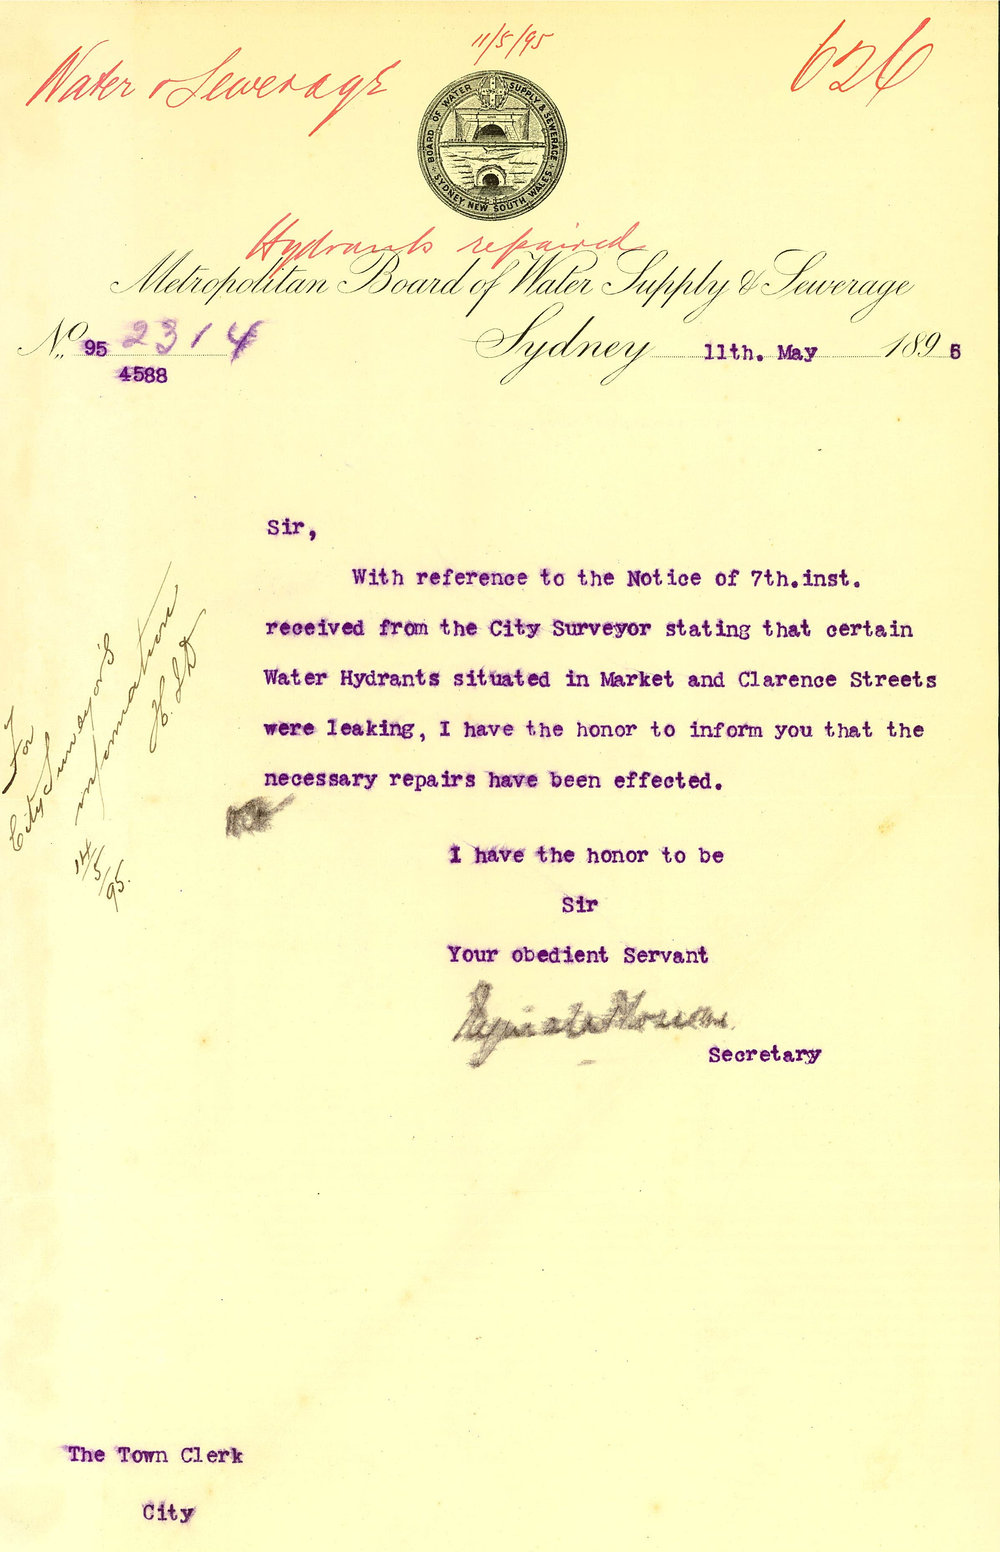 11/5/95
Water & Sewerage
626
BOARD OF WATER SUPPLY & SEWERAGE
SYDNEY, NEW SOUTH WALES
Hydrants repaired
Metropolitan Board of Water Supply & Sewerage
No. 95 2314
4588
Sydney 11th. May 1895
Sir,
With reference to the Notice of 7th.inst.
received from the City Surveyor stating that certain
Water Hydrants situated in Market and Clarence Streets
were leaking, I have the honor to inform you that the
necessary repairs have been effected.
I have the honor to be
Sir
Your obedient Servant
Secretary
For
City Surveyor's
information
14/5/95.
The Town Clerk
City